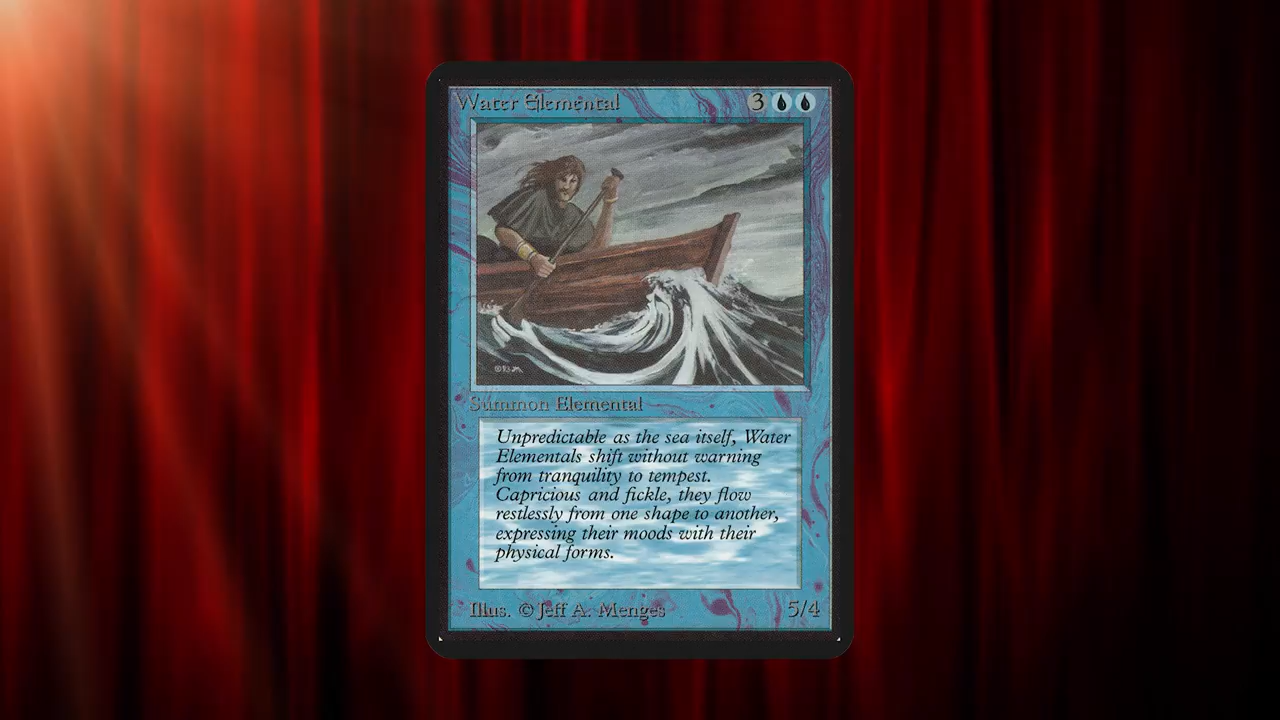 Water Elemental 3
©93 JM
Summon Elemental
Unpredictable as the sea itself, Water
Elementals shift without warning
from tranquility to tempest.
Capricious and fickle, they flow
restlessly from one shape to another,
expressing their moods with their
physical forms.
Illus. © Jeff A. Menges 5/4